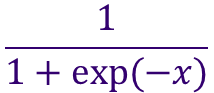 1
1 + exp(−x)